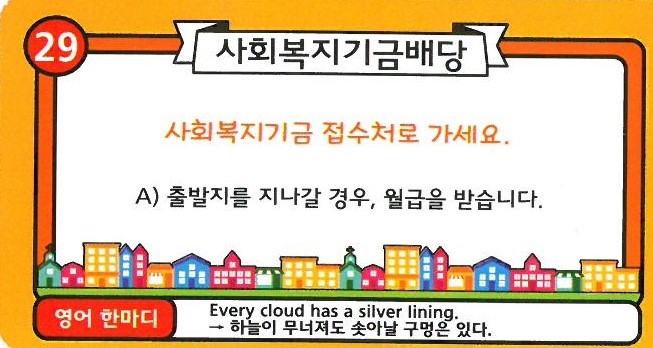 29
사회복지기금배당
사회복지기금 접수처로 가세요.
A) 출발지를 지나갈 경우, 월급을 받습니다.
영어 한마디
Every cloud has a silver lining.
→ 하늘이 무너져도 솟아날 구멍은 있다.